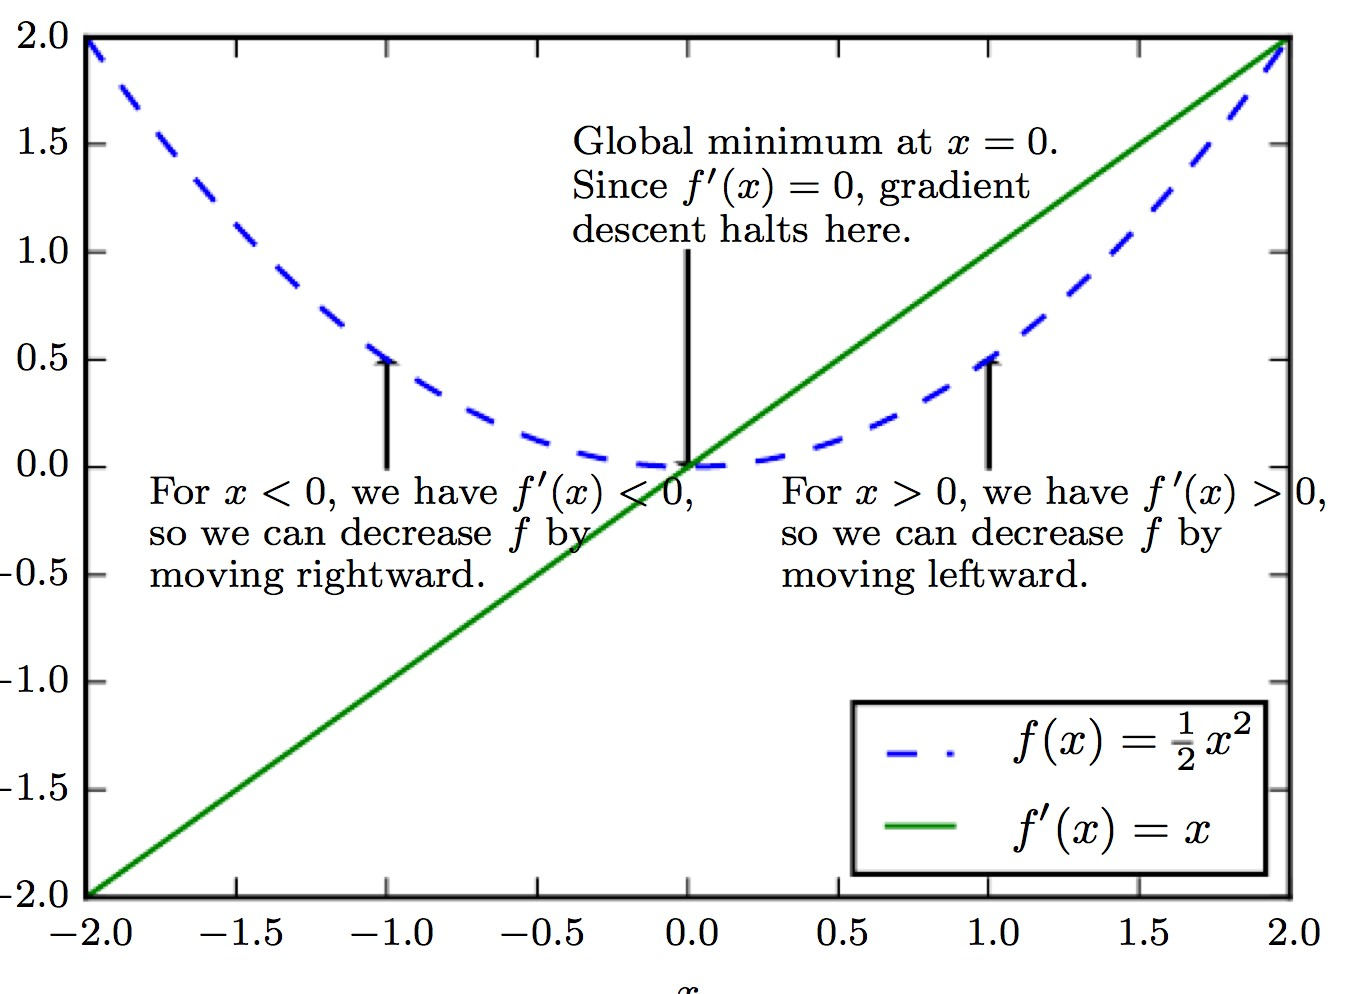 2.0
1.5
1.0
0.5
0.0
−0.5
−1.0
−1.5
−2.0
Global minimum at x = 0.
Since f′(x) = 0, gradient
descent halts here.
For x < 0, we have f′(x) < 0,
so we can decrease f by
moving rightward.
For x > 0, we have f′(x) > 0,
so we can decrease f by
moving leftward.
f(x) = ½x²
f′(x) = x
−2.0 −1.5 −1.0 −0.5 0.0 0.5 1.0 1.5 2.0
x